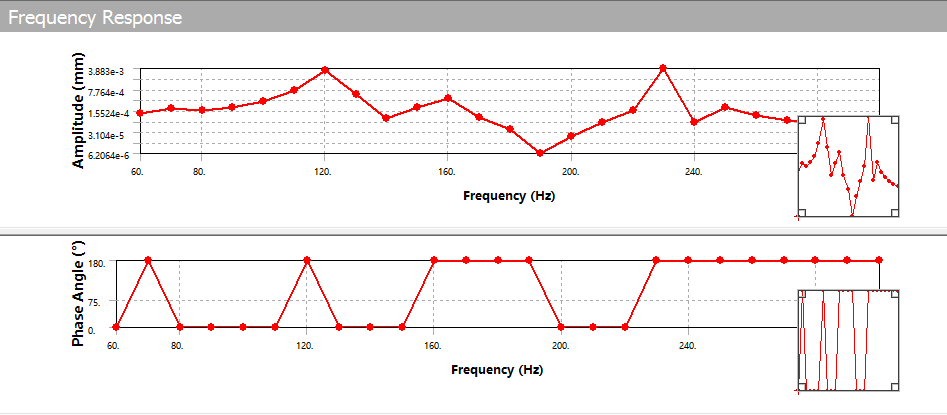 Frequency Response
Amplitude (mm)
3.883e-3
7.764e-4
1.5524e-4
3.104e-5
6.2064e-6
60. 80. 120. 160. 200. 240.
Frequency (Hz)
Phase Angle (°)
180.
75.
0.
60. 80. 120. 160. 200. 240.
Frequency (Hz)